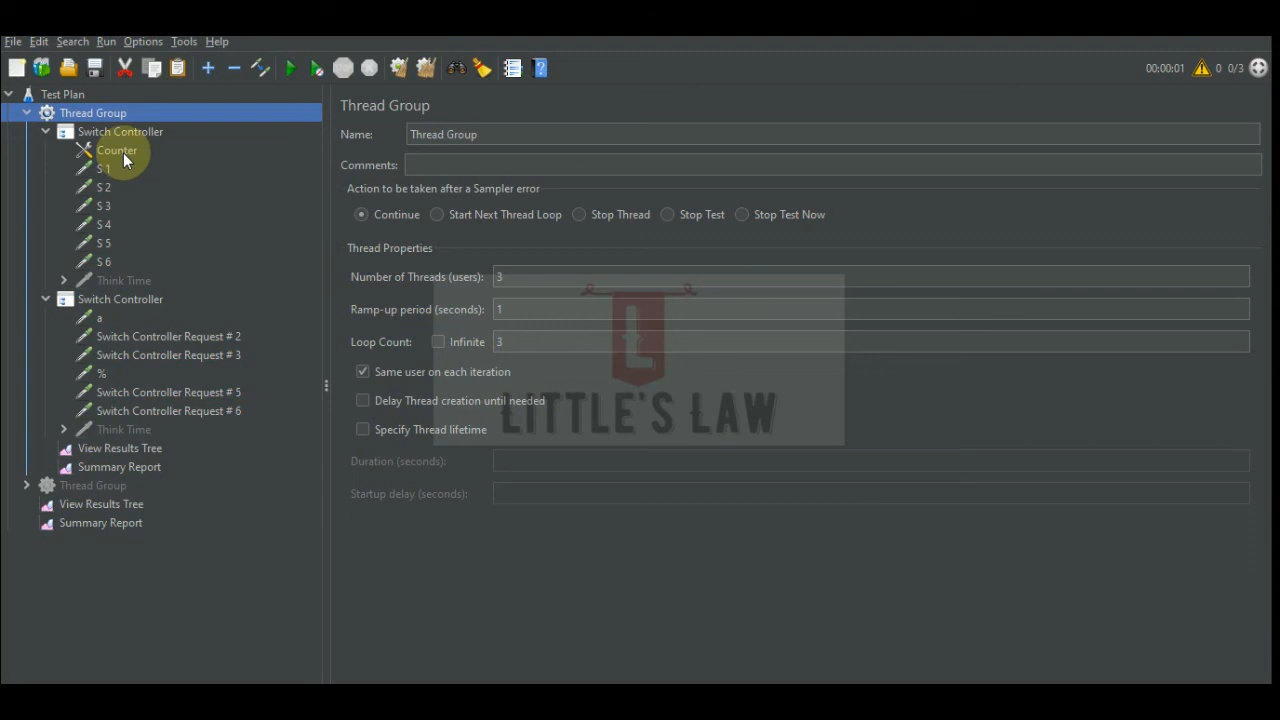 File Edit Search Run Options Tools Help
00:00:01 0 0/3
Test Plan
Thread Group
Switch Controller
Counter
S 1
S 2
S 3
S 4
S 5
S 6
Think Time
Switch Controller
a
Switch Controller Request # 2
Switch Controller Request # 3
%
Switch Controller Request # 5
Switch Controller Request # 6
Think Time
View Results Tree
Summary Report
Thread Group
View Results Tree
Summary Report
Thread Group
Name: Thread Group
Comments:
Action to be taken after a Sampler error
Continue Start Next Thread Loop Stop Thread Stop Test Stop Test Now
Thread Properties
Number of Threads (users): 3
Ramp-up period (seconds): 1
Loop Count: Infinite 3
Same user on each iteration
Delay Thread creation until needed
Specify Thread lifetime
Duration (seconds):
Startup delay (seconds):
L
LITTLE'S LAW